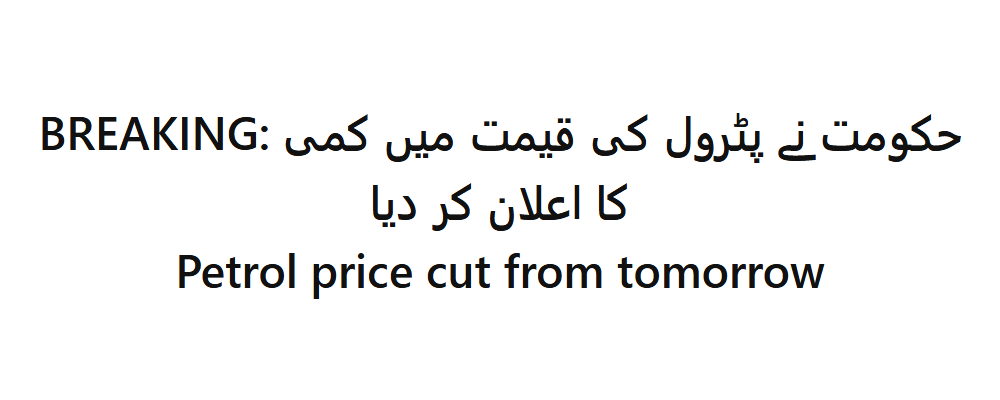 BREAKING: حکومت نے پٹرول کی قیمت میں کمی
کا اعلان کر دیا
Petrol price cut from tomorrow